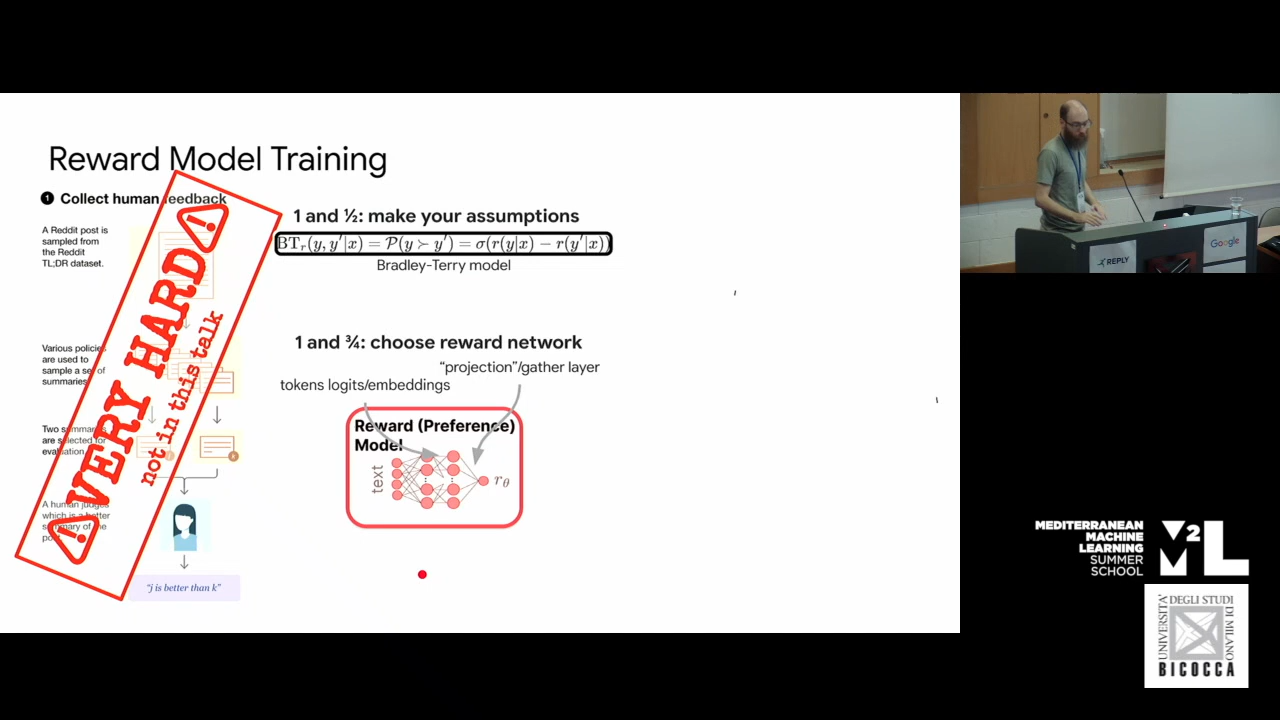 Reward Model Training
1 Collect human feedback
A Reddit post is
sampled from
the Reddit
TL;DR dataset.
Various policies
are used to
sample a set of
summaries.
Two summaries
are selected for
evaluation.
A human judges
which is a better
summary of the
post.
"j is better than k"
VERY HARD
not in this talk
1 and ½: make your assumptions
BT_r(y, y′|x) = P(y ≻ y′) = σ(r(y|x) − r(y′|x))
Bradley-Terry model
1 and ¾: choose reward network
"projection"/gather layer
tokens logits/embeddings
Reward (Preference)
Model
text
r_θ
REPLY
Google
MEDITERRANEAN
MACHINE
LEARNING
SUMMER
SCHOOL
M2L
UNIVERSITÀ
DEGLI STUDI
DI MILANO
BICOCCA